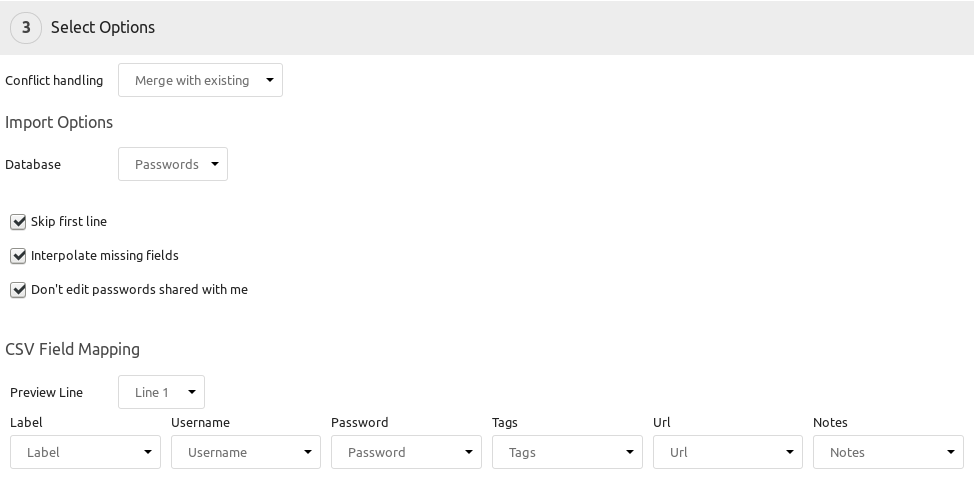 3 Select Options
Conflict handling Merge with existing
Import Options
Database Passwords
Skip first line
Interpolate missing fields
Don't edit passwords shared with me
CSV Field Mapping
Preview Line Line 1
Label Username Password Tags Url Notes
Label Username Password Tags Url Notes